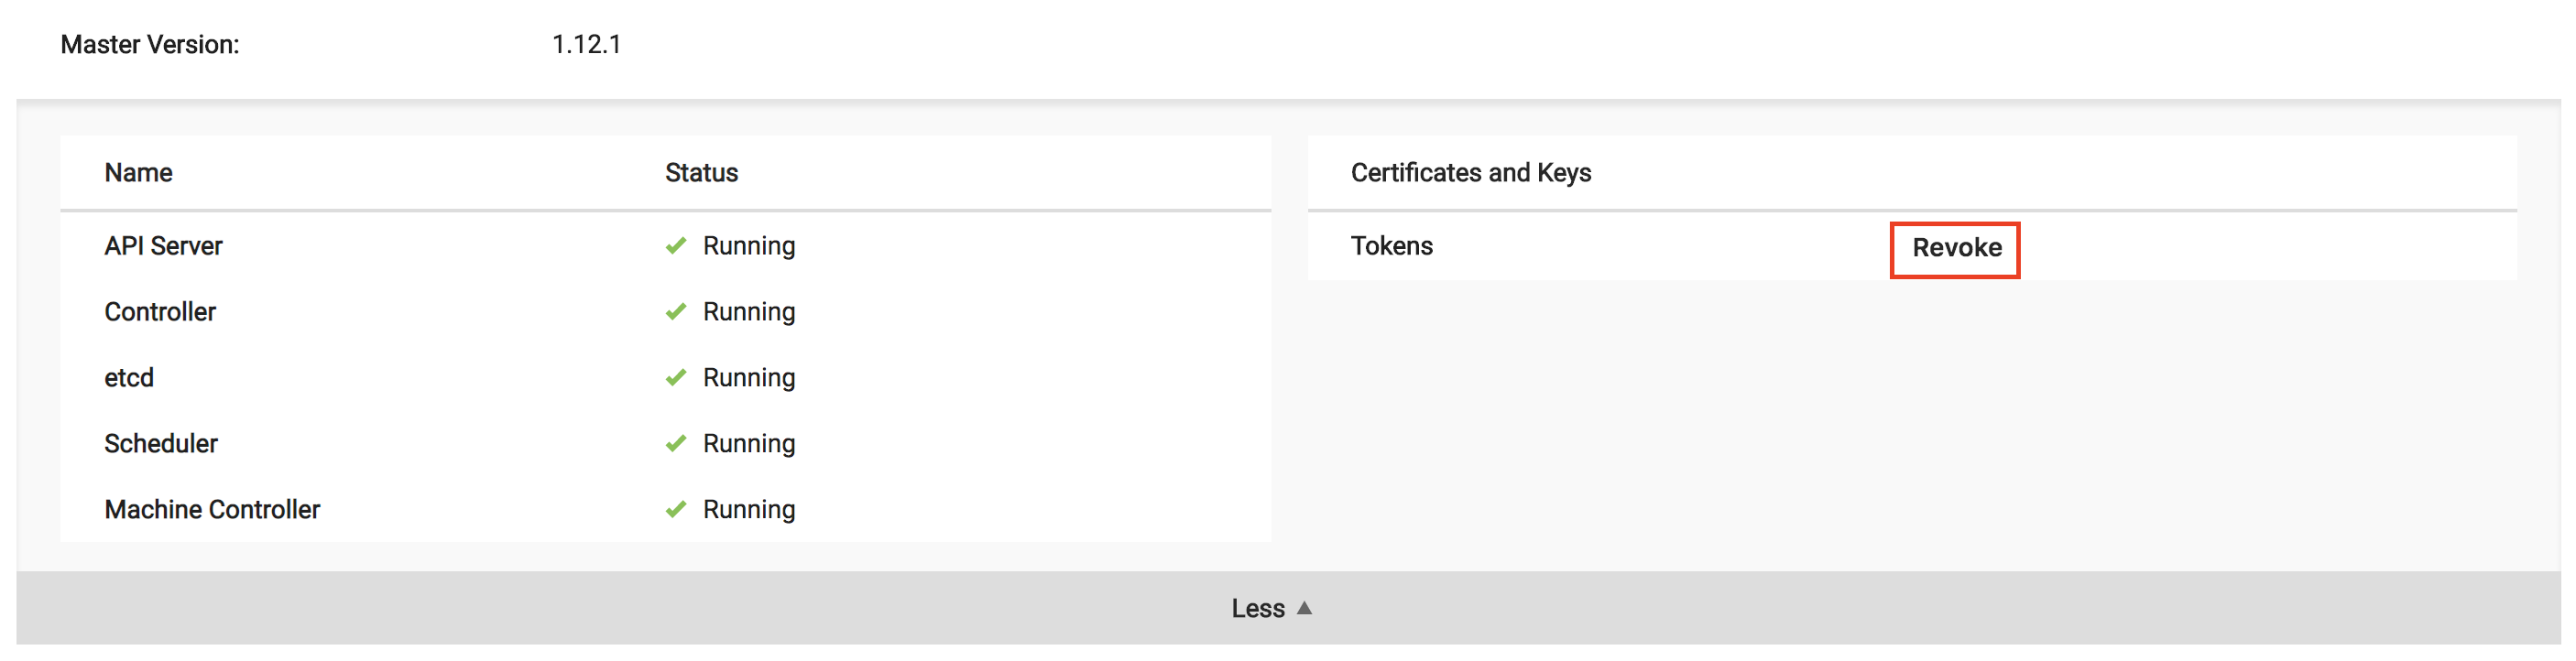 Master Version: 1.12.1
Name Status
API Server Running
Controller Running
etcd Running
Scheduler Running
Machine Controller Running
Certificates and Keys
Tokens Revoke
Less